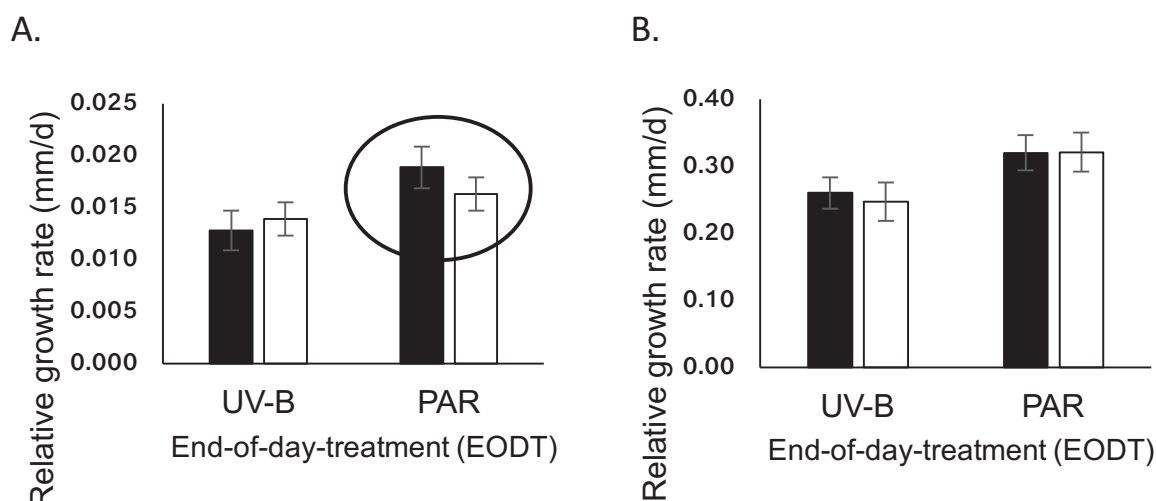 A.
Relative growth rate (mm/d)
0.025
0.020
0.015
0.010
0.005
0.000
UV-B PAR
End-of-day-treatment (EODT)
B.
Relative growth rate (mm/d)
0.40
0.30
0.20
0.10
0.00
UV-B PAR
End-of-day-treatment (EODT)